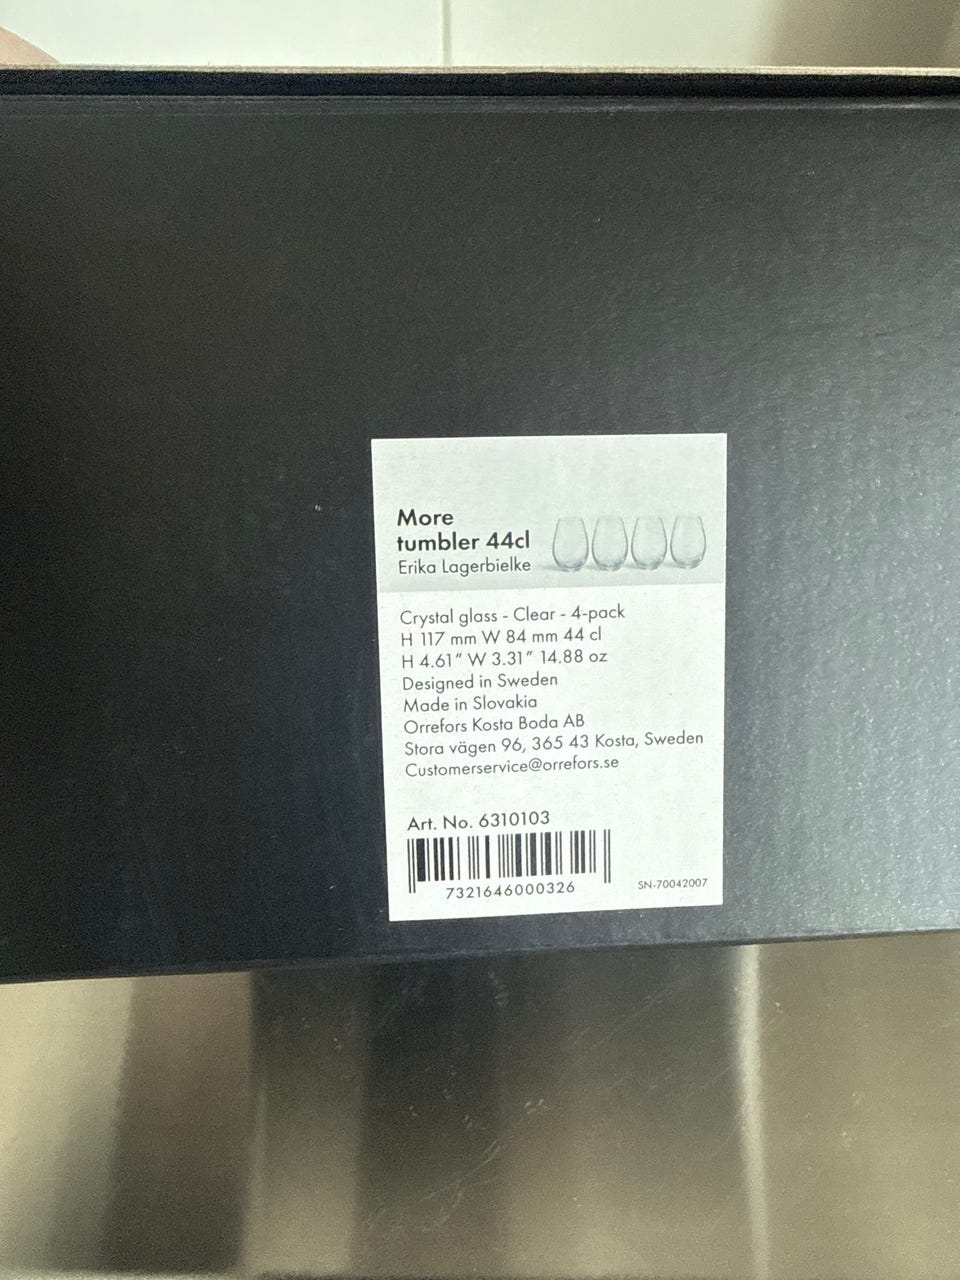 More
tumbler 44cl
Erika Lagerbielke
Crystal glass - Clear - 4-pack
H 117 mm W 84 mm 44 cl
H 4.61" W 3.31" 14.88 oz
Designed in Sweden
Made in Slovakia
Orrefors Kosta Boda AB
Stora vägen 96, 365 43 Kosta, Sweden
Customerservice@orrefors.se
Art. No. 6310103
7321646000326
SN-70042007